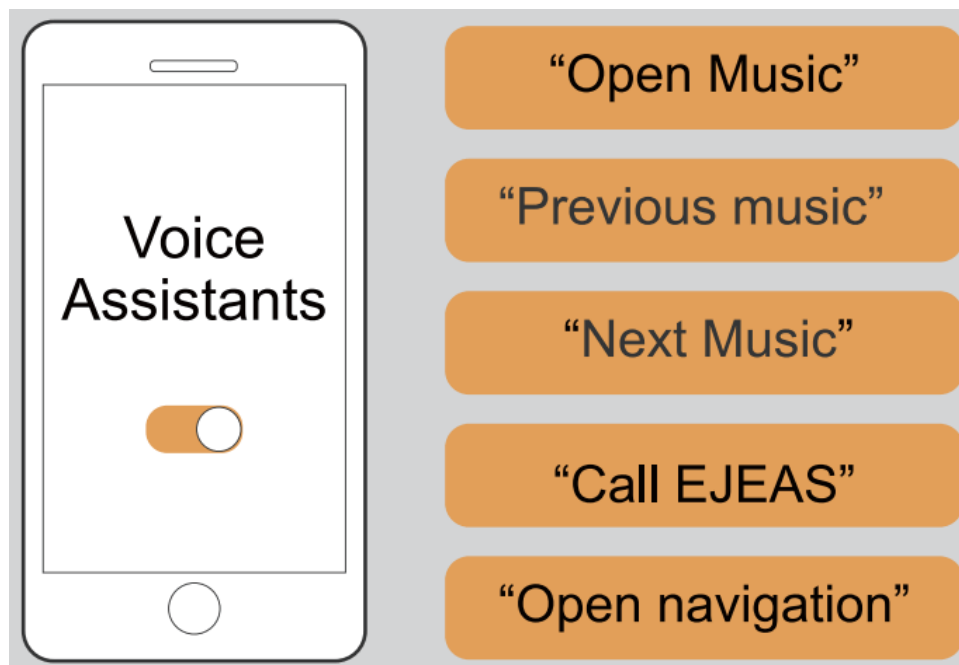 Voice
Assistants
“Open Music”
“Previous music”
“Next Music”
“Call EJEAS”
“Open navigation”